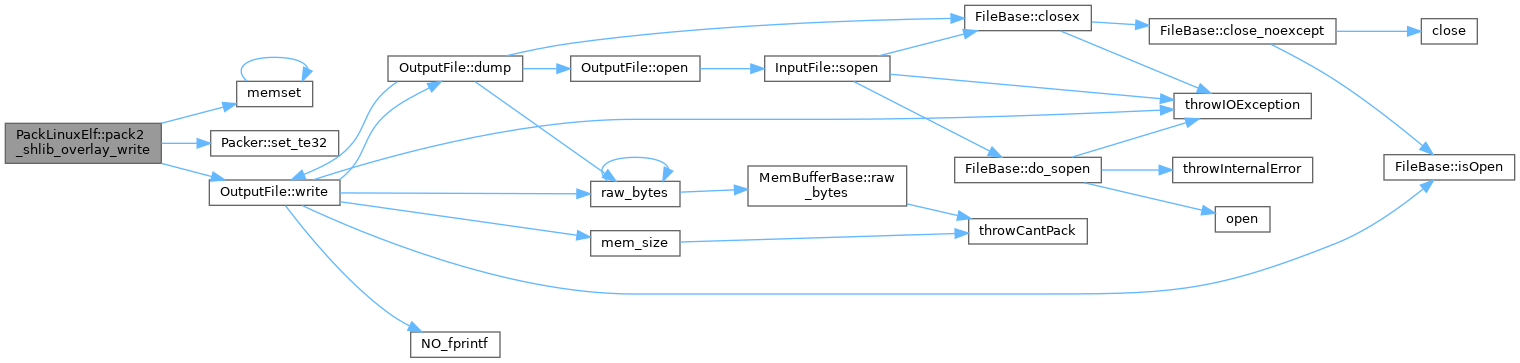 PackLinuxElf::pack2
_shlib_overlay_write
memset
Packer::set_te32
OutputFile::write
OutputFile::dump
OutputFile::open
raw_bytes
mem_size
NO_fprintf
InputFile::sopen
MemBufferBase::raw
_bytes
FileBase::closex
FileBase::do_sopen
throwCantPack
FileBase::close_noexcept
throwIOException
throwInternalError
open
close
FileBase::isOpen